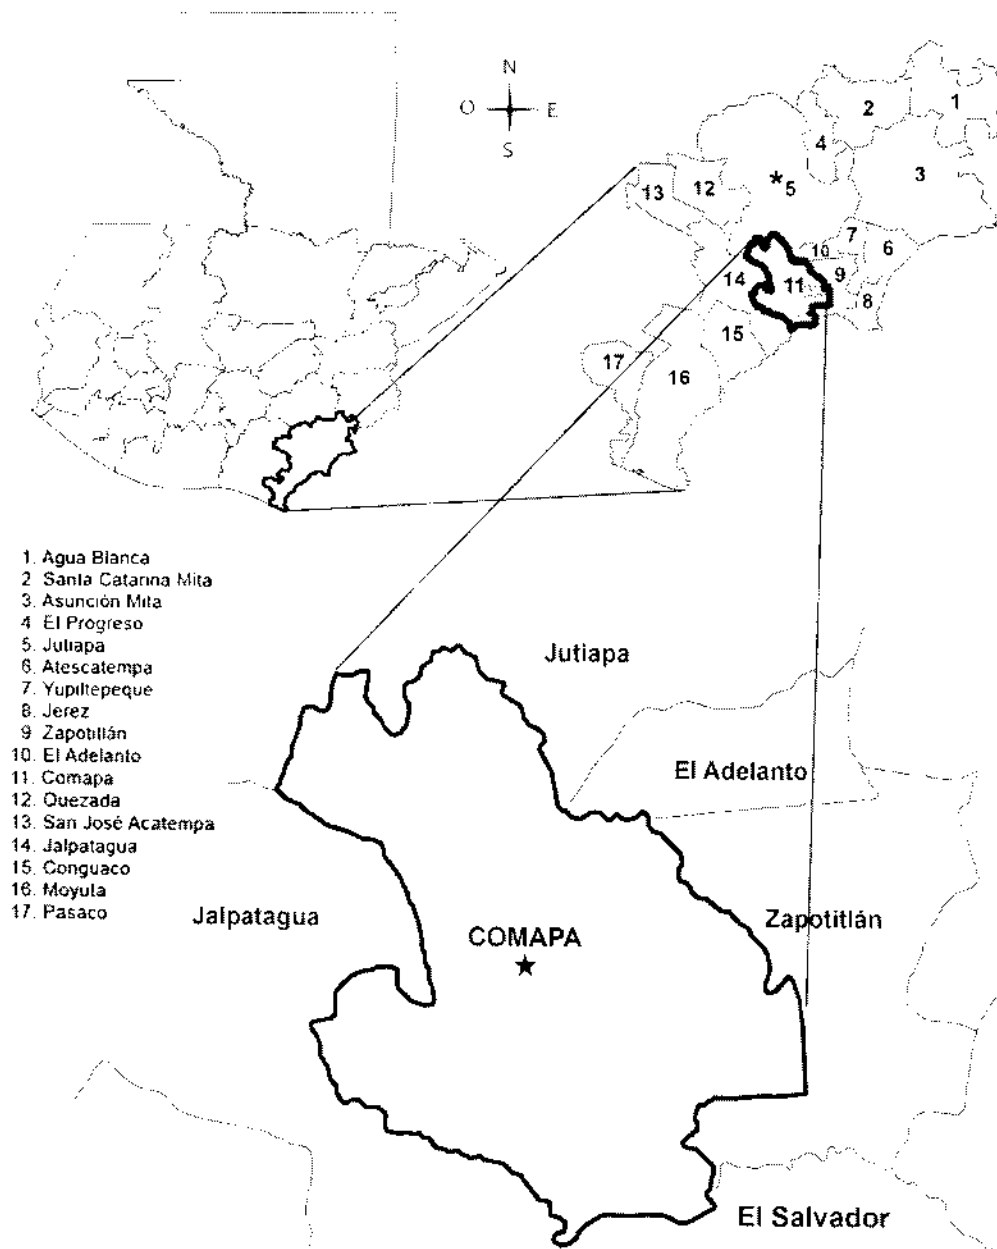 N
O E
S
2 1
4
3
13 12 * 5
7 6
10
14 11 9
8
15
17
16
1. Agua Blanca
2 Santa Catarina Mita
3. Asunción Mita
4 El Progreso
5. Jutiapa
6. Atescatempa
7. Yupiltepeque
8. Jerez
9 Zapotitlán
10. El Adelanto
11. Comapa
12. Quezada
13. San José Acatempa
14. Jalpatagua
15. Conguaco
16. Moyuta
17. Pasaco
Jutiapa
El Adelanto
Jalpatagua
Zapotitlán
COMAPA
El Salvador